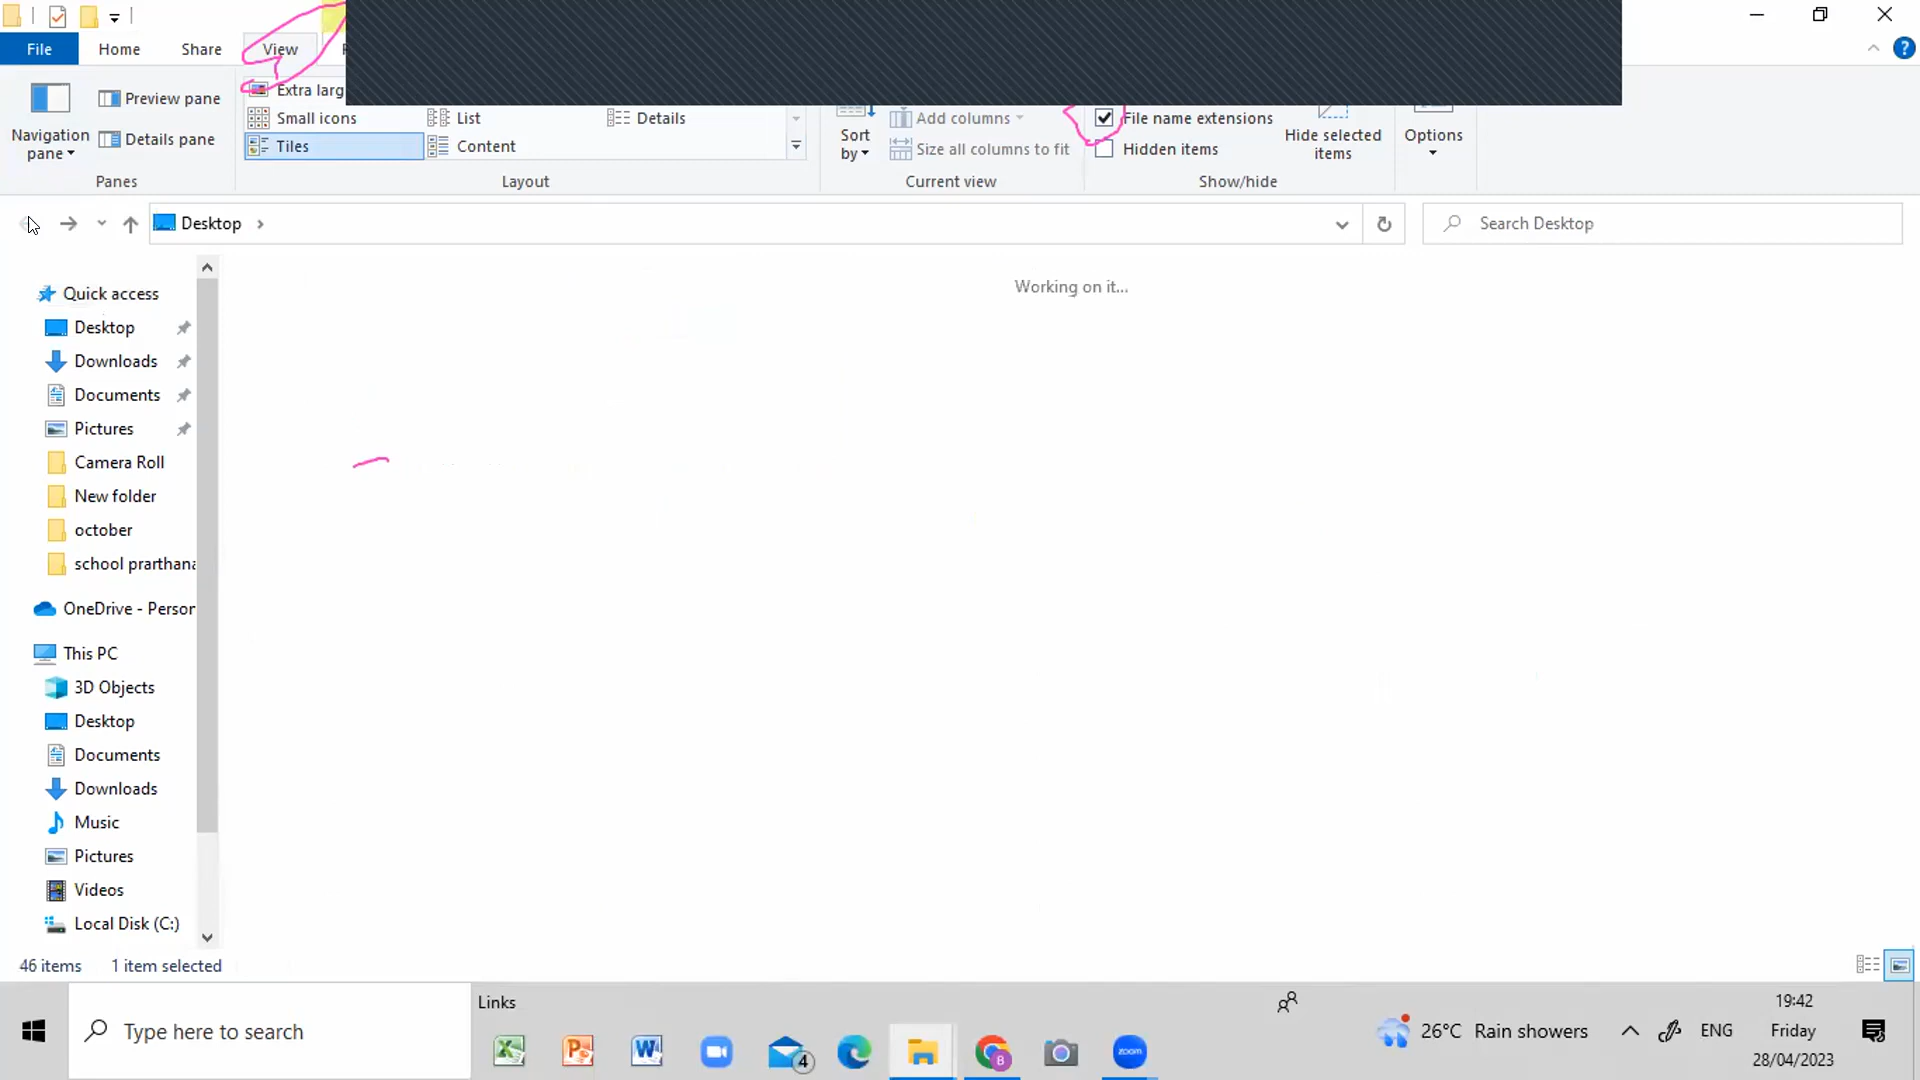 File
Home
Share
View
Navigation pane
Preview pane
Details pane
Panes
Extra larg
Small icons
List
Details
Tiles
Content
Layout
Sort by
Add columns
Size all columns to fit
Current view
File name extensions
Hidden items
Hide selected items
Show/hide
Options
Desktop
Search Desktop
Working on it...
Quick access
Desktop
Downloads
Documents
Pictures
Camera Roll
New folder
october
school prarthana
OneDrive - Person
This PC
3D Objects
Desktop
Documents
Downloads
Music
Pictures
Videos
Local Disk (C:)
46 items 1 item selected
Type here to search
Links
4
B
zoom
26°C Rain showers
ENG
19:42
Friday
28/04/2023